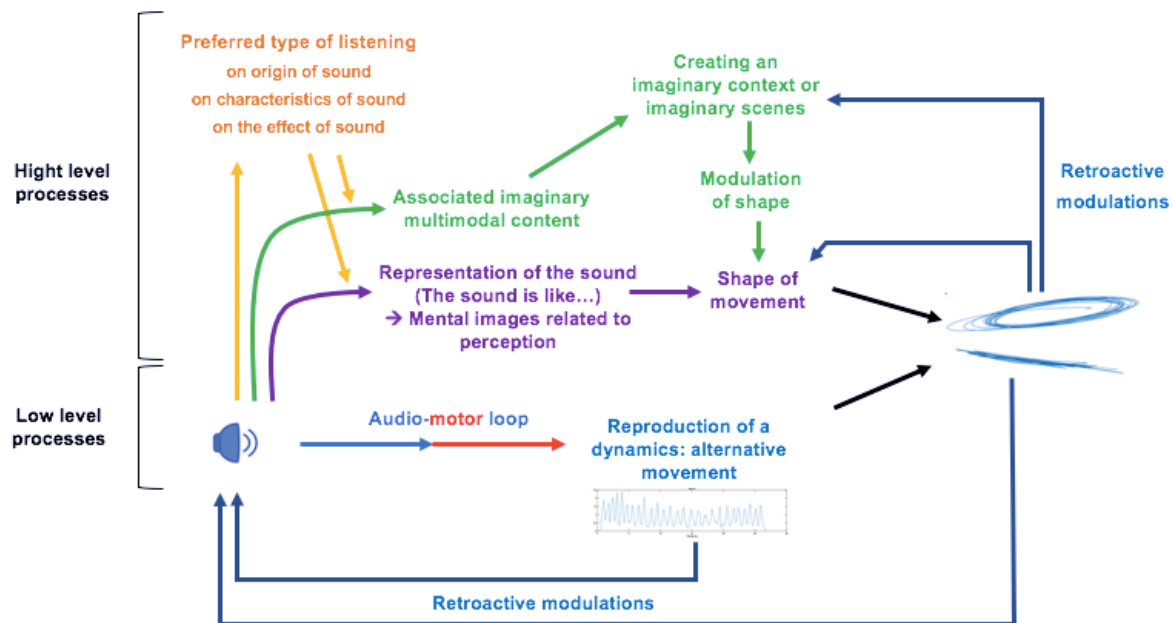 Preferred type of listening
on origin of sound
on characteristics of sound
on the effect of sound
Creating an
imaginary context or
imaginary scenes
Hight level
processes
Associated imaginary
multimodal content
Modulation
of shape
Retroactive
modulations
Representation of the sound
(The sound is like...)
→ Mental images related to
perception
Shape of
movement
Low level
processes
Audio-motor loop
Reproduction of a
dynamics: alternative
movement
Retroactive modulations